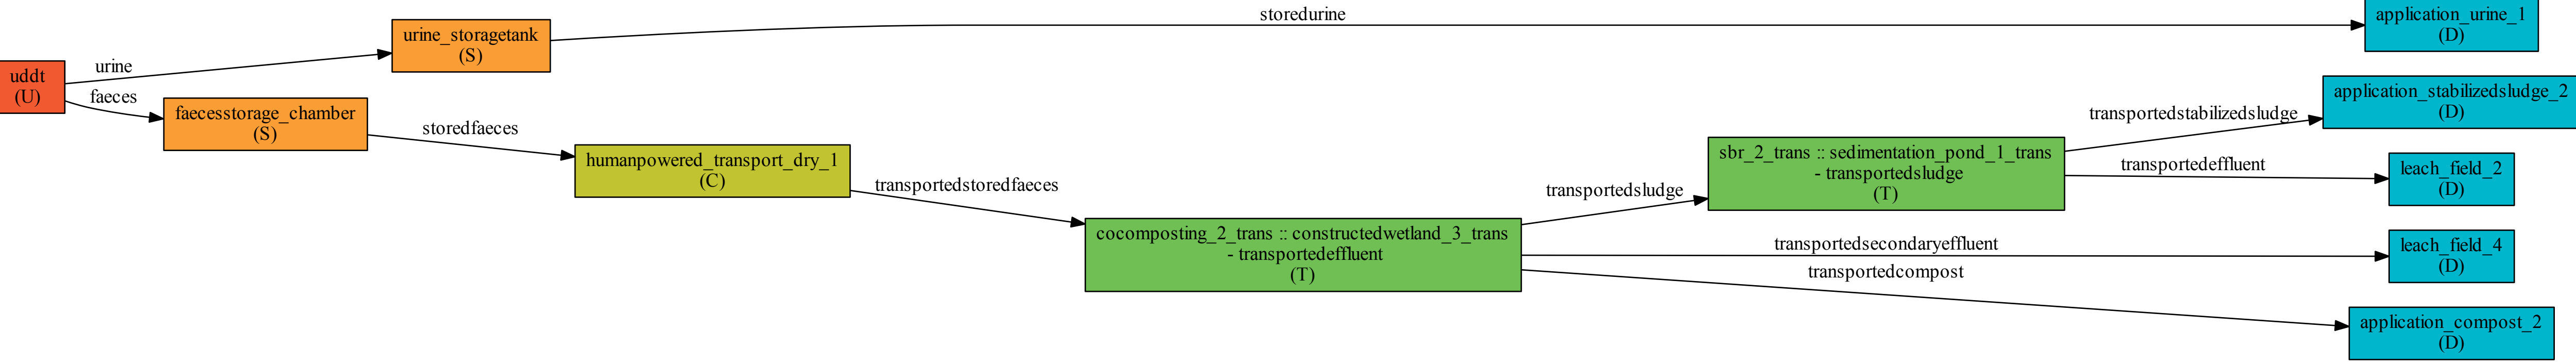 uddt
(U)
urine
faeces
urine_storagetank
(S)
faecesstorage_chamber
(S)
storedurine
storedfaeces
humanpowered_transport_dry_1
(C)
transportedstoredfaeces
cocomposting_2_trans :: constructedwetland_3_trans
- transportedeffluent
(T)
transportedsludge
transportedsecondaryeffluent
transportedcompost
sbr_2_trans :: sedimentation_pond_1_trans
- transportedsludge
(T)
transportedstabilizedsludge
transportedeffluent
application_urine_1
(D)
application_stabilizedsludge_2
(D)
leach_field_2
(D)
leach_field_4
(D)
application_compost_2
(D)